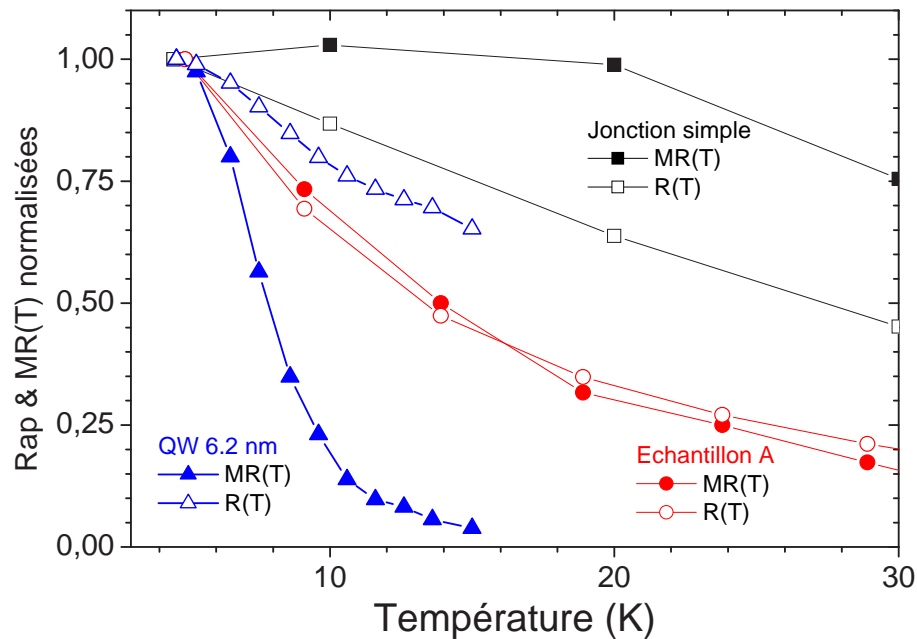 Rap & MR(T) normalisées
1,00
0,75
0,50
0,25
0,00
Jonction simple
MR(T)
R(T)
QW 6.2 nm
MR(T)
R(T)
Echantillon A
MR(T)
R(T)
10
20
30
Température (K)